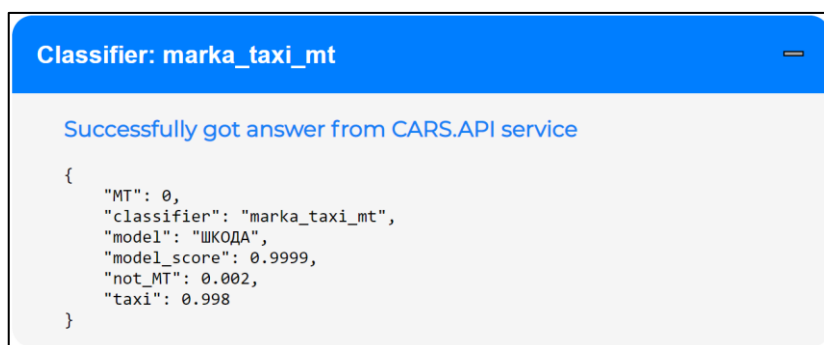 Classifier: marka_taxi_mt
Successfully got answer from CARS.API service
{
    "MT": 0,
    "classifier": "marka_taxi_mt",
    "model": "ШКОДА",
    "model_score": 0.9999,
    "not_MT": 0.002,
    "taxi": 0.998
}